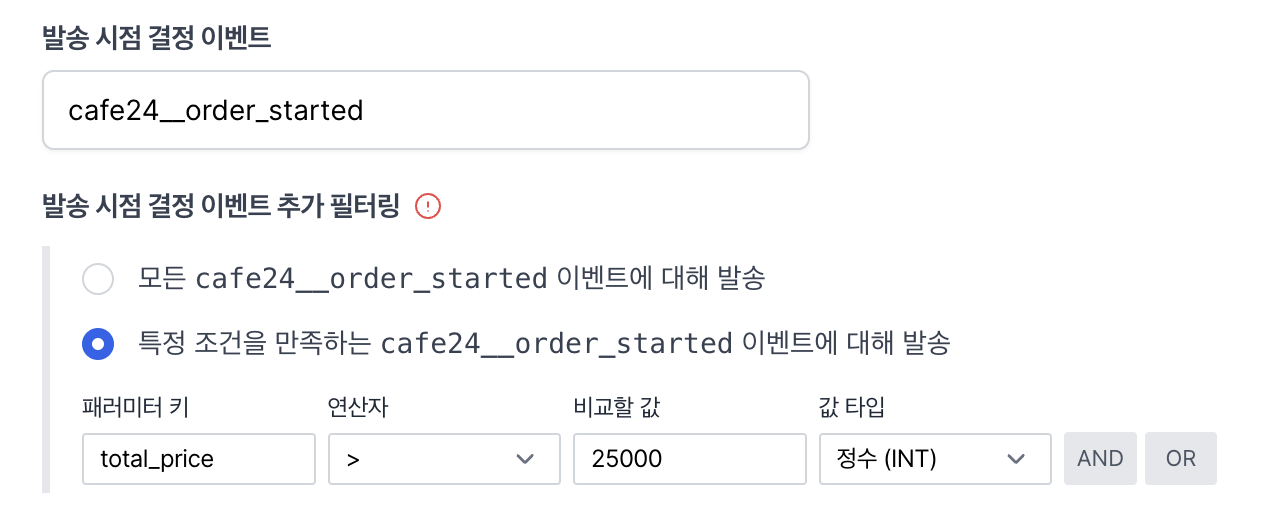 발송 시점 결정 이벤트
cafe24__order_started
발송 시점 결정 이벤트 추가 필터링
모든 cafe24__order_started 이벤트에 대해 발송
특정 조건을 만족하는 cafe24__order_started 이벤트에 대해 발송
패러미터 키 연산자 비교할 값 값 타입
total_price > 25000 정수 (INT) AND OR